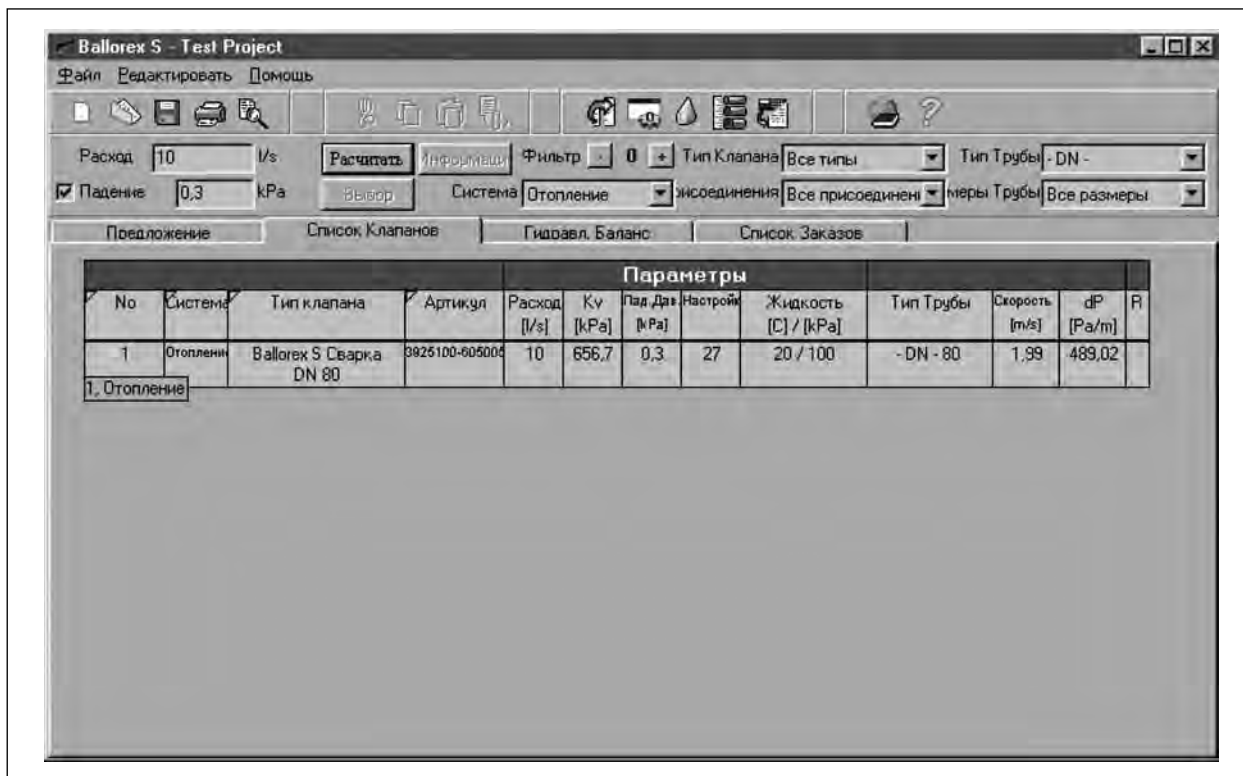 Ballorex S - Test Project
Файл Редактировать Помощь
Расход 10 l/s Расчитать Информаци Фильтр - 0 + Тип Клапана Все типы Тип Трубы - DN -
Падение 0,3 kPa Выбор Система Отопление рисоединения Все присоединени меры Трубы Все размеры
Предложение Список Клапанов Гидравл. Баланс Список Заказов
Параметры
No Система Тип клапана Артикул Расход Kv Пад.Дав Настройк Жидкость Тип Трубы Скорость dP R
[l/s] [kPa] [kPa] [C] / [kPa] [m/s] [Pa/m]
1 Отоплени Ballorex S Сварка 3925100-605005 10 656,7 0,3 27 20 / 100 - DN - 80 1,99 489,02
DN 80
1, Отопление